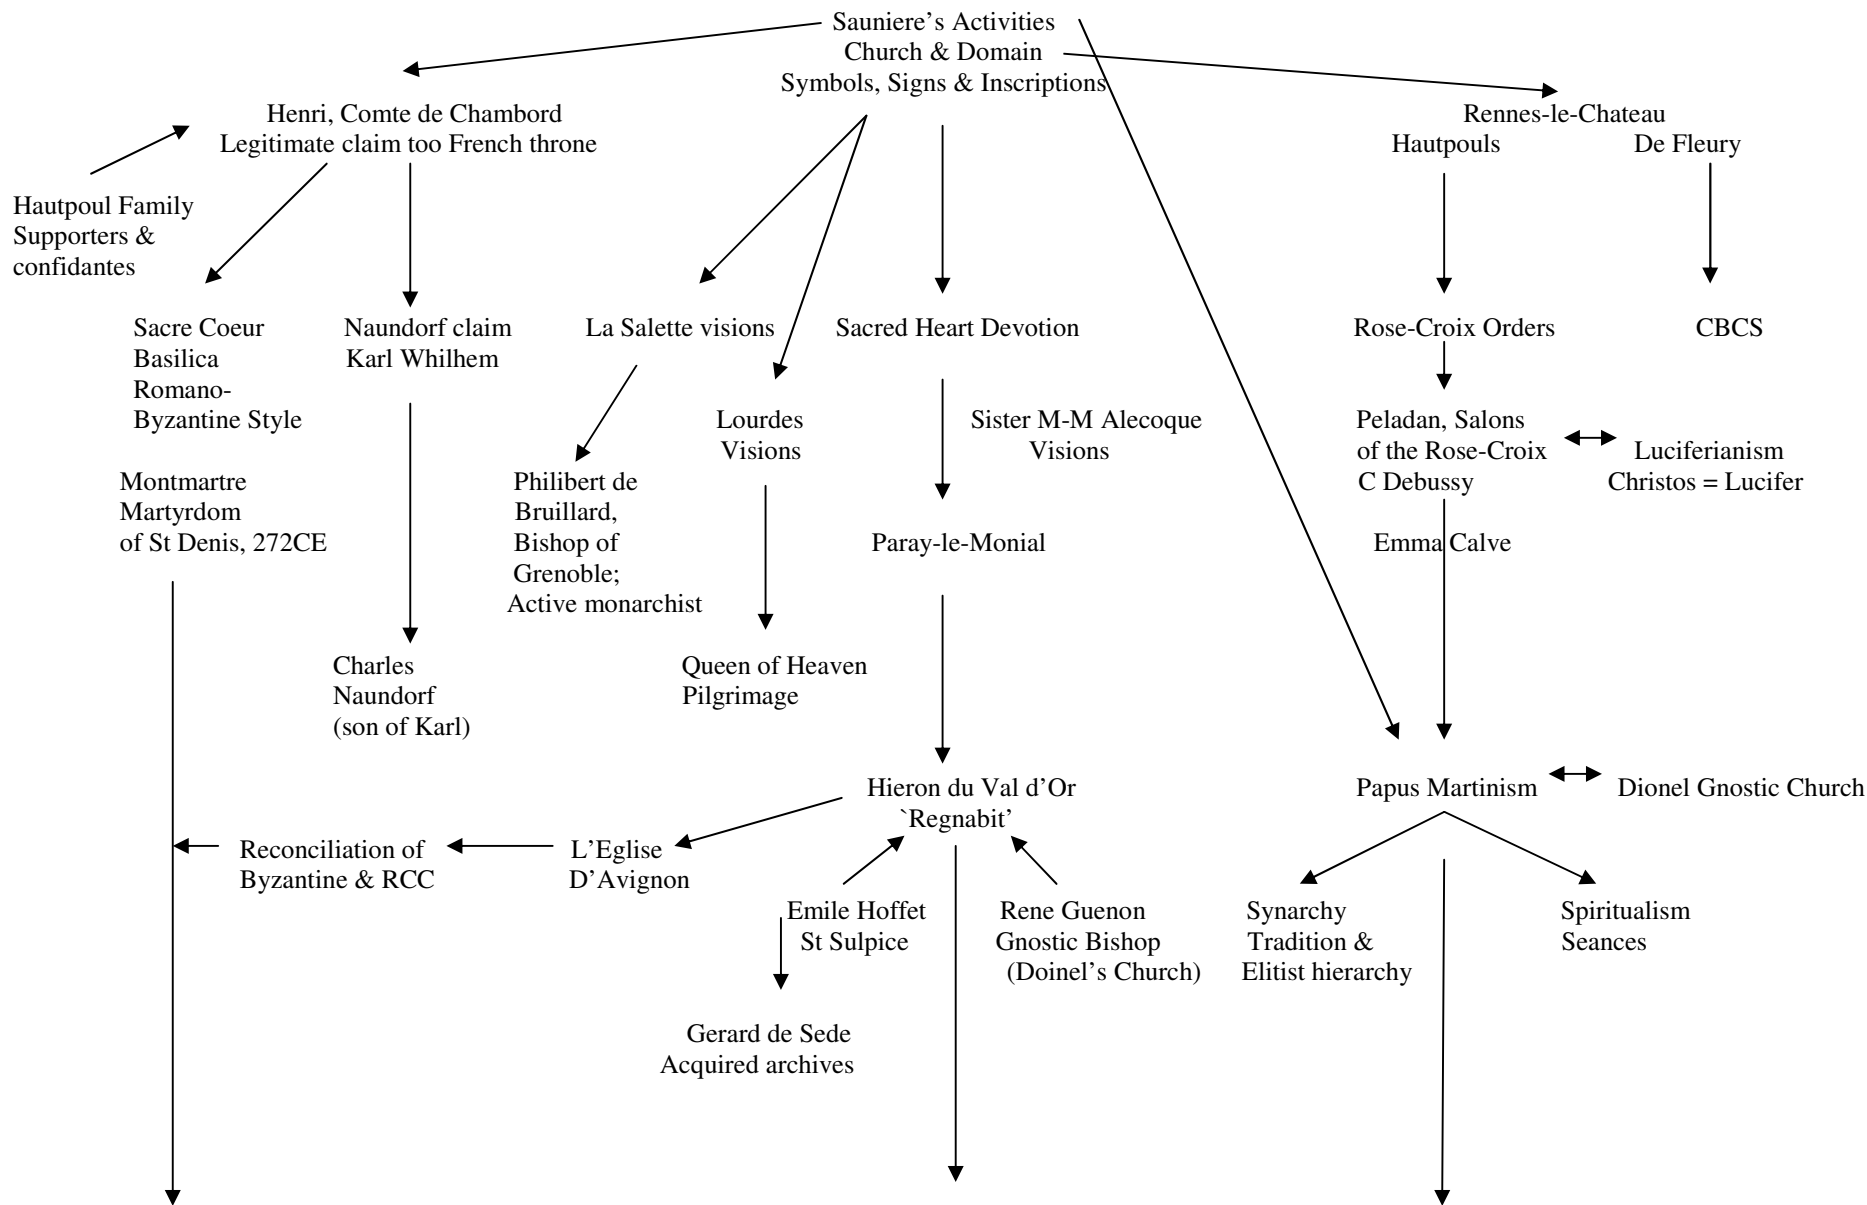 Sauniere’s Activities
Church & Domain
Symbols, Signs & Inscriptions
Henri, Comte de Chambord
Legitimate claim too French throne
Rennes-le-Chateau
Hautpouls
De Fleury
Hautpoul Family
Supporters &
confidantes
Sacre Coeur
Basilica
Romano-
Byzantine Style
Naundorf claim
Karl Whilhem
La Salette visions
Sacred Heart Devotion
Rose-Croix Orders
CBCS
Lourdes
Visions
Sister M-M Alecoque
Visions
Peladan, Salons
of the Rose-Croix
C Debussy
Luciferianism
Christos = Lucifer
Montmartre
Martyrdom
of St Denis, 272CE
Philibert de
Bruillard,
Bishop of
Grenoble;
Active monarchist
Paray-le-Monial
Emma Calve
Charles
Naundorf
(son of Karl)
Queen of Heaven
Pilgrimage
Hieron du Val d’Or
`Regnabit’
Papus Martinism
Dionel Gnostic Church
Reconciliation of
Byzantine & RCC
L’Eglise
D’Avignon
Emile Hoffet
St Sulpice
Rene Guenon
Gnostic Bishop
(Doinel’s Church)
Synarchy
Tradition &
Elitist hierarchy
Spiritualism
Seances
Gerard de Sede
Acquired archives